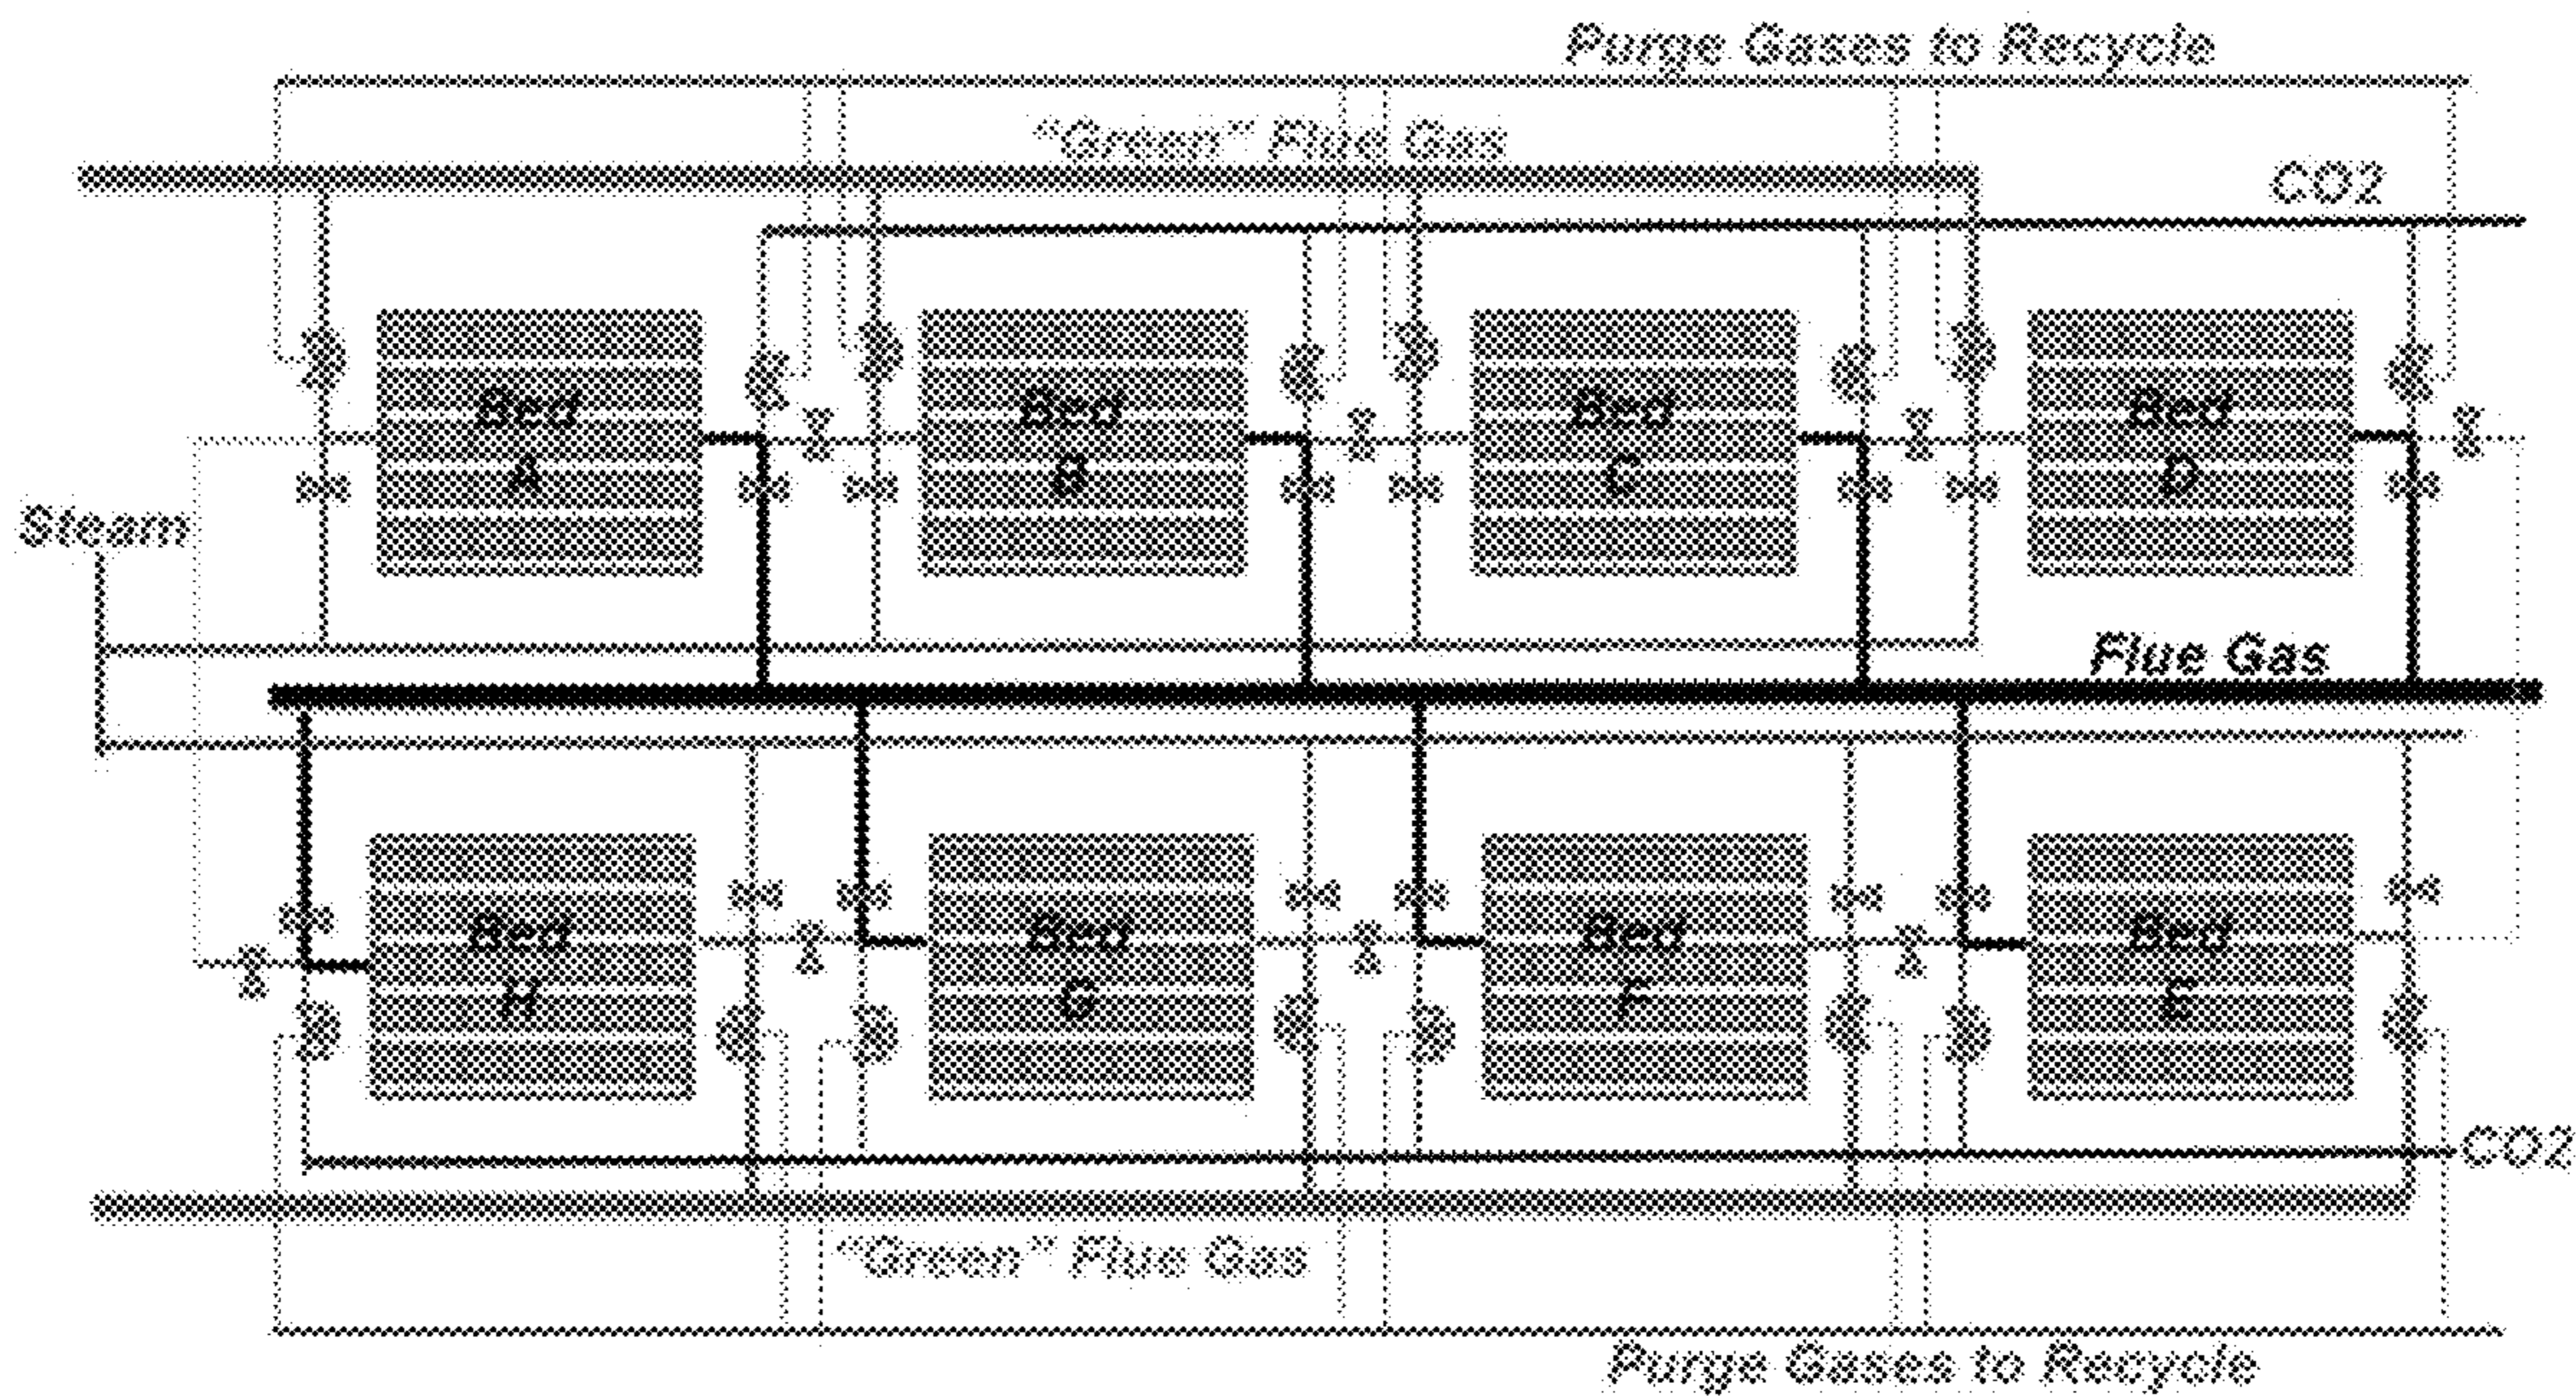 Purge Gases to Recycle
"Green" Flue Gas
CO2
Bed
A
Bed
B
Bed
C
Bed
D
Steam
Flue Gas
Bed
H
Bed
G
Bed
F
Bed
E
CO2
"Green" Flue Gas
Purge Gases to Recycle